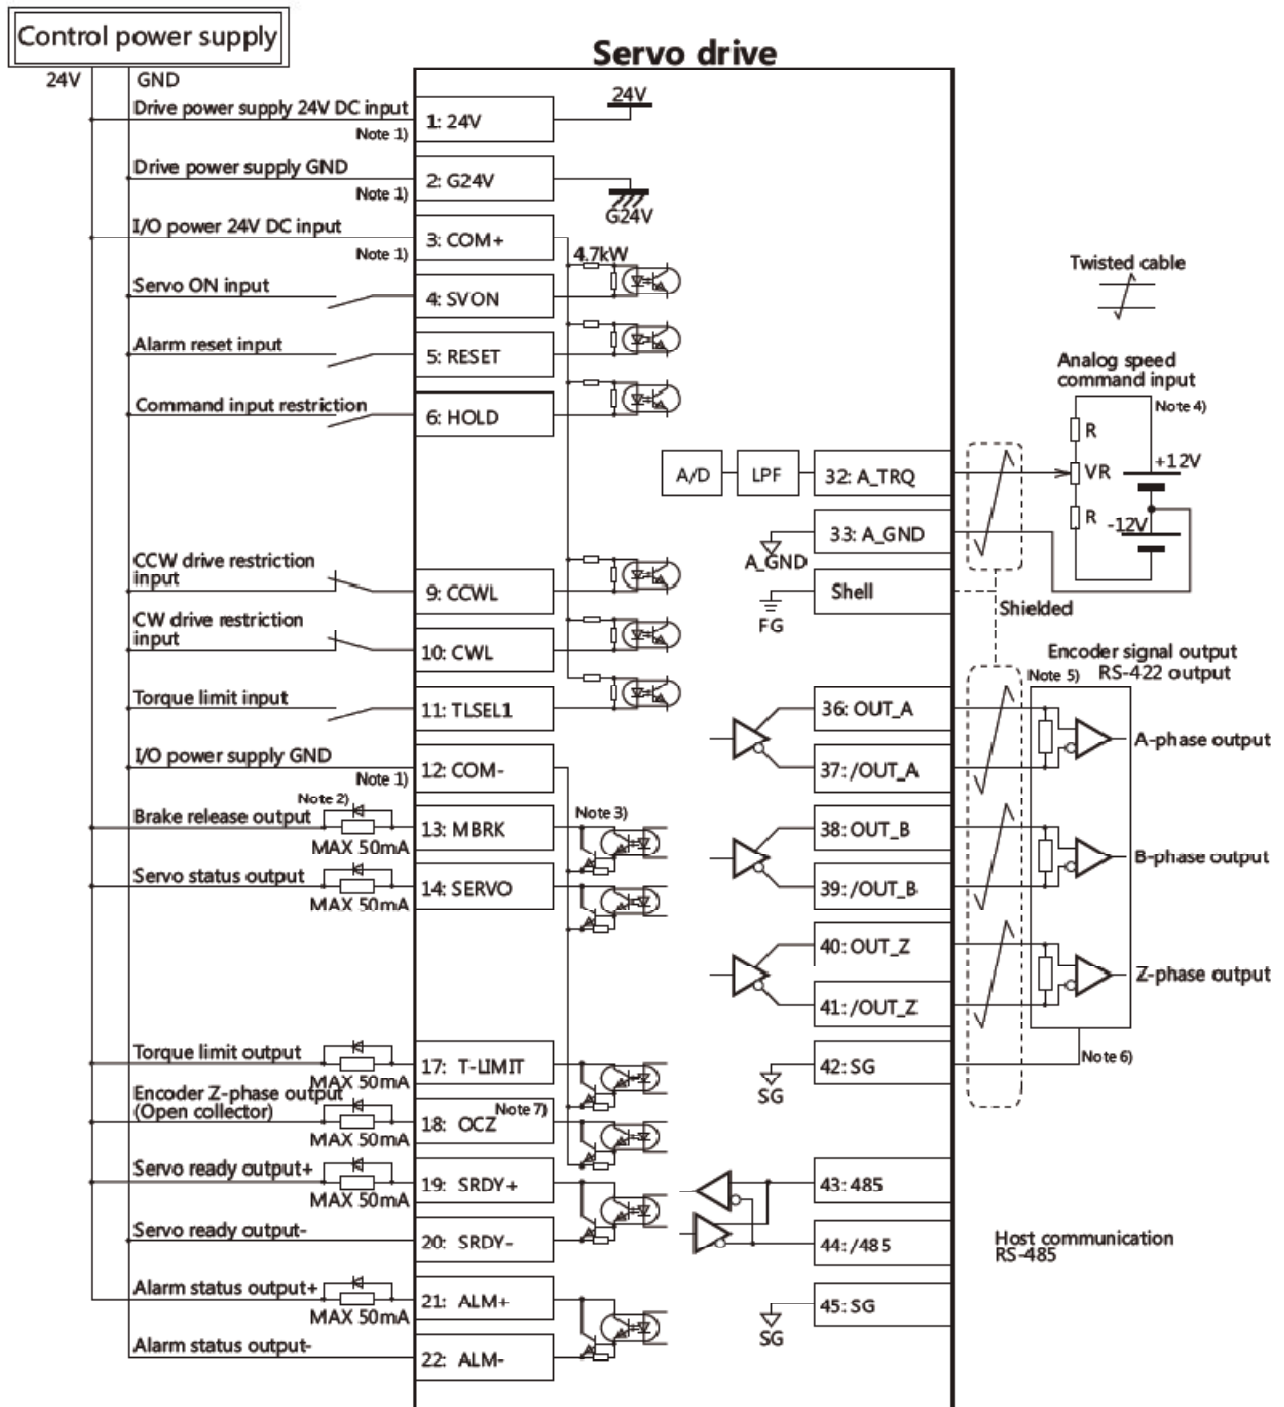 Control power supply
24V
GND
Servo drive
Drive power supply 24V DC input
Note 1)
1: 24V
24V
Drive power supply GND
Note 1)
2: G24V
G24V
I/O power 24V DC input
Note 1)
3: COM+
4.7kW
Servo ON input
4: SVON
Alarm reset input
5: RESET
Command input restriction
6: HOLD
Twisted cable
Analog speed
command input
Note 4)
R
VR
R
+12V
-12V
A/D
LPF
32: A_TRQ
33: A_GND
A_GND
Shell
FG
Shielded
CCW drive restriction
input
9: CCWL
CW drive restriction
input
10: CWL
Torque limit input
11: TLSEL1
I/O power supply GND
Note 1)
12: COM-
Note 2)
Brake release output
MAX 50mA
13: MBRK
Note 3)
Servo status output
MAX 50mA
14: SERVO
Encoder signal output
RS-422 output
Note 5)
36: OUT_A
37: /OUT_A
A-phase output
38: OUT_B
39: /OUT_B
B-phase output
40: OUT_Z
41: /OUT_Z
Z-phase output
42: SG
SG
Note 6)
Torque limit output
MAX 50mA
17: T-LIMIT
Encoder Z-phase output
(Open collector)
MAX 50mA
18: OCZ
Note 7)
Servo ready output+
MAX 50mA
19: SRDY+
Servo ready output-
20: SRDY-
43: 485
44: /485
Host communication
RS-485
Alarm status output+
MAX 50mA
21: ALM+
45: SG
SG
Alarm status output-
22: ALM-